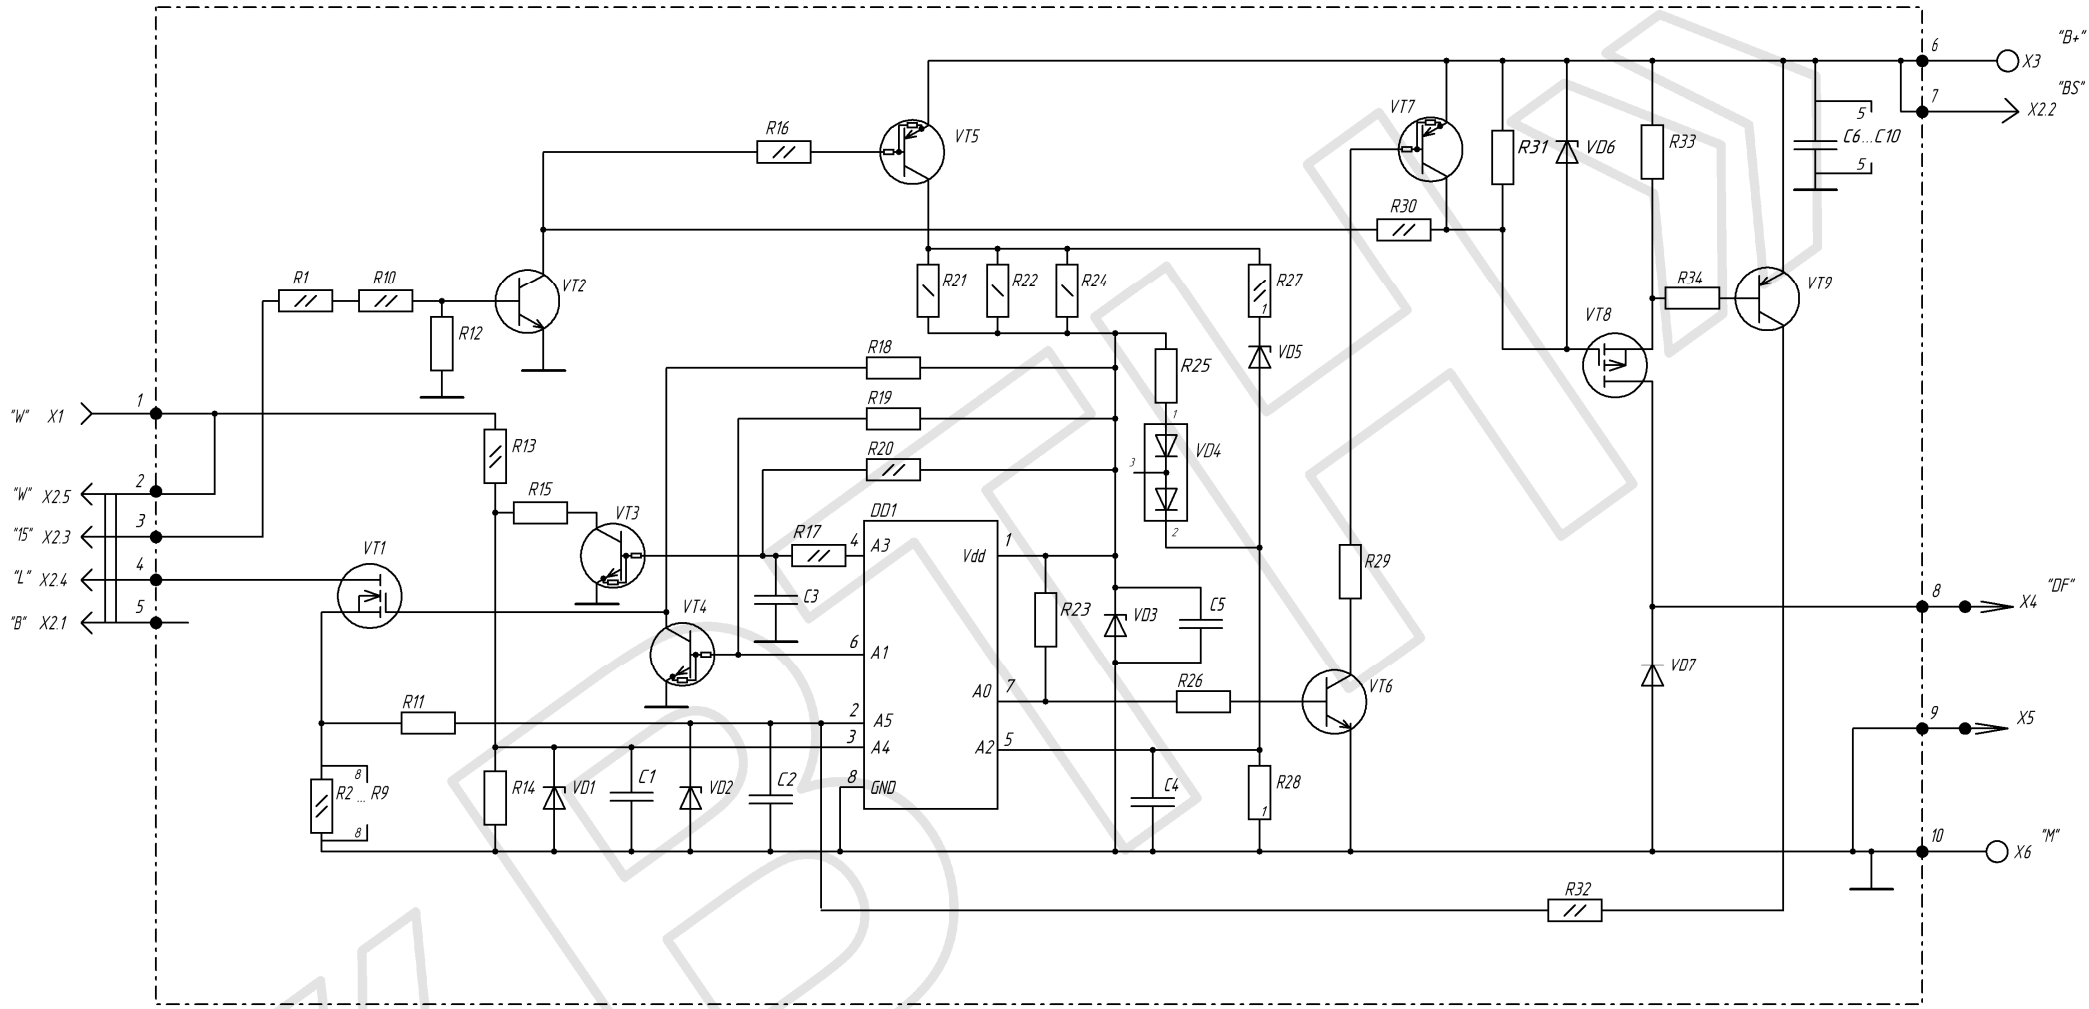 "B+"
6
X3
"BS"
7
X2.2
VT7
R16
VT5
5
C6...C10
5
R31
VD6
R33
R30
R1
R10
VT2
R21
R22
R24
R27
1
R34
VT9
R12
VT8
R18
R25
VD5
"W" X1
1
R19
1
R13
R20
3
VD4
"W" X2.5
2
R15
VT3
DD1
2
"15" X2.3
3
R17
4
A3
Vdd
1
VT1
"L" X2.4
4
C3
R23
VD3
C5
R29
8
"DF"
X4
"B" X2.1
5
VT4
6
A1
VD7
A0
7
R26
VT6
R11
2
A5
9
X5
3
A4
A2
5
8
R2 ... R9
8
R14
VD1
C1
VD2
C2
8
GND
C4
R28
1
10
"M"
X6
R32
«ВТН»